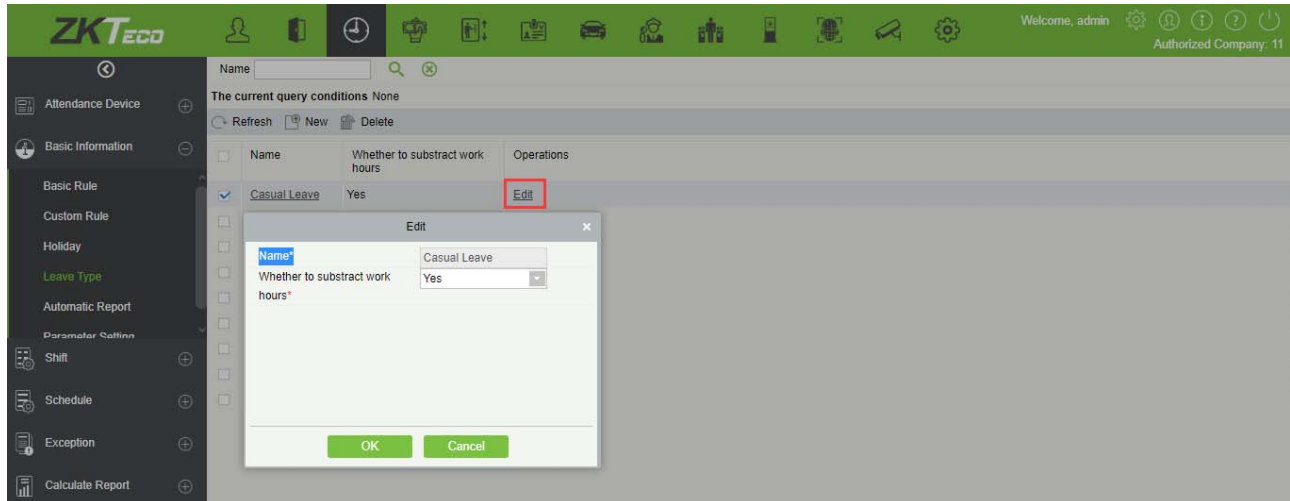 ZKTECO
Welcome, admin
Authorized Company: 11
Name
The current query conditions None
Refresh New Delete
Attendance Device
Basic Information
Basic Rule
Custom Rule
Holiday
Leave Type
Automatic Report
Parameter Setting
Shift
Schedule
Exception
Calculate Report
Name Whether to substract work hours Operations
Casual Leave Yes Edit
Edit
Name* Casual Leave
Whether to substract work Yes
hours*
OK Cancel